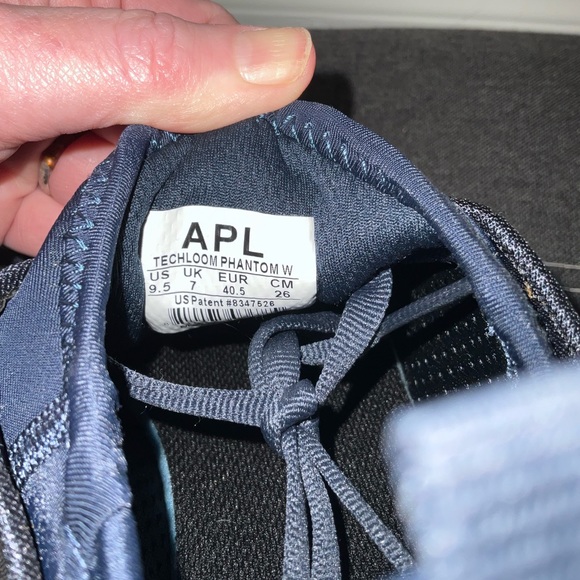 APL
TECHLOOM PHANTOM W
US UK EUR CM
9.5 7 40.5 26
US Patent #8347526